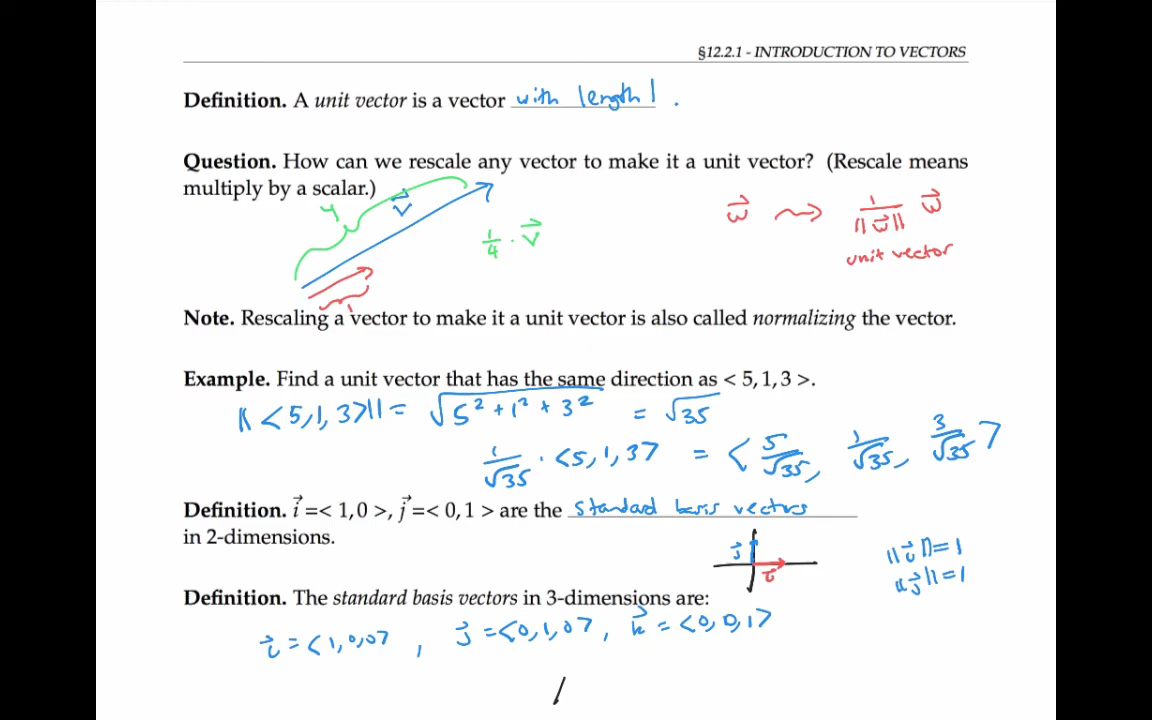 §12.2.1 - INTRODUCTION TO VECTORS
Definition. A unit vector is a vector with length 1.
Question. How can we rescale any vector to make it a unit vector? (Rescale means
multiply by a scalar.)
4
v⃗
1/4 · v⃗
w⃗ ⇝ 1/||w⃗|| w⃗
unit vector
1
Note. Rescaling a vector to make it a unit vector is also called normalizing the vector.
Example. Find a unit vector that has the same direction as < 5, 1, 3 >.
||<5,1,3>|| = √(5² + 1² + 3²) = √35
1/√35 · <5,1,3> = <5/√35, 1/√35, 3/√35>
Definition. i⃗ =< 1, 0 >, j⃗ =< 0, 1 > are the standard basis vectors
in 2-dimensions.
j⃗
i⃗
||i⃗||=1
||j⃗||=1
Definition. The standard basis vectors in 3-dimensions are:
i⃗ = <1,0,0>, j⃗ = <0,1,0>, k⃗ = <0,0,1>